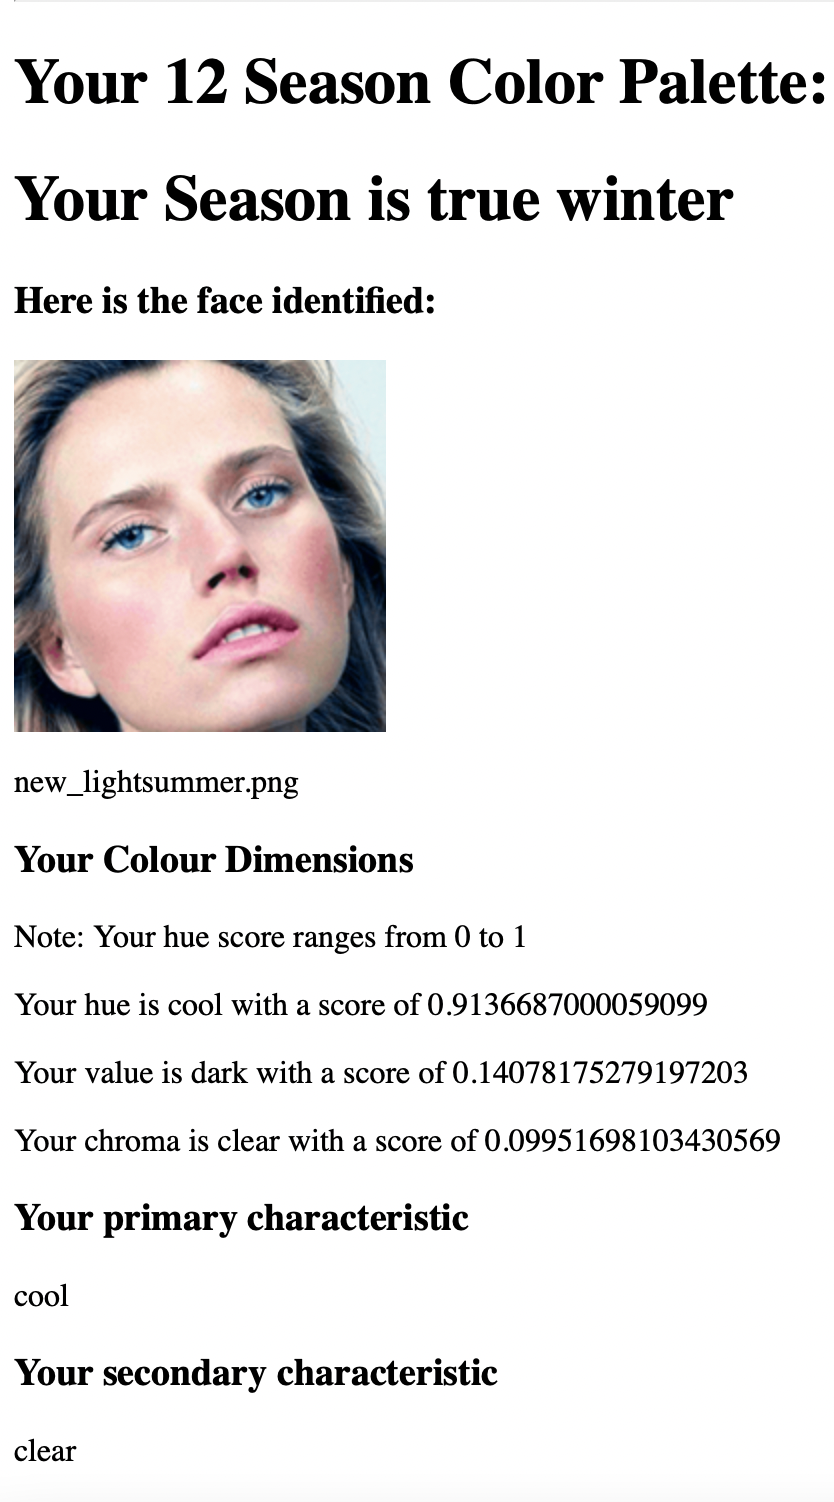 Your 12 Season Color Palette:
Your Season is true winter
Here is the face identified:
new_lightsummer.png
Your Colour Dimensions
Note: Your hue score ranges from 0 to 1
Your hue is cool with a score of 0.9136687000059099
Your value is dark with a score of 0.14078175279197203
Your chroma is clear with a score of 0.09951698103430569
Your primary characteristic
cool
Your secondary characteristic
clear